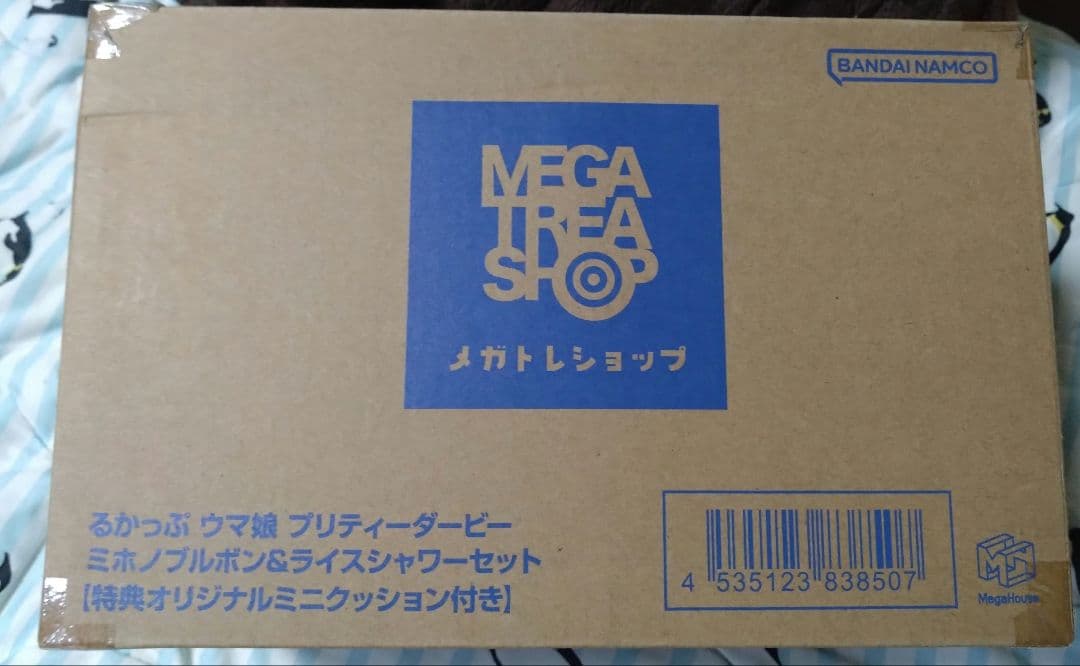 BANDAI NAMCO
MEGA
TREA
SHOP
メガトレショップ
るかっぷ ウマ娘 プリティーダービー
ミホノブルボン&ライスシャワーセット
【特典オリジナルミニクッション付き】
4 535123 838507
MegaHouse